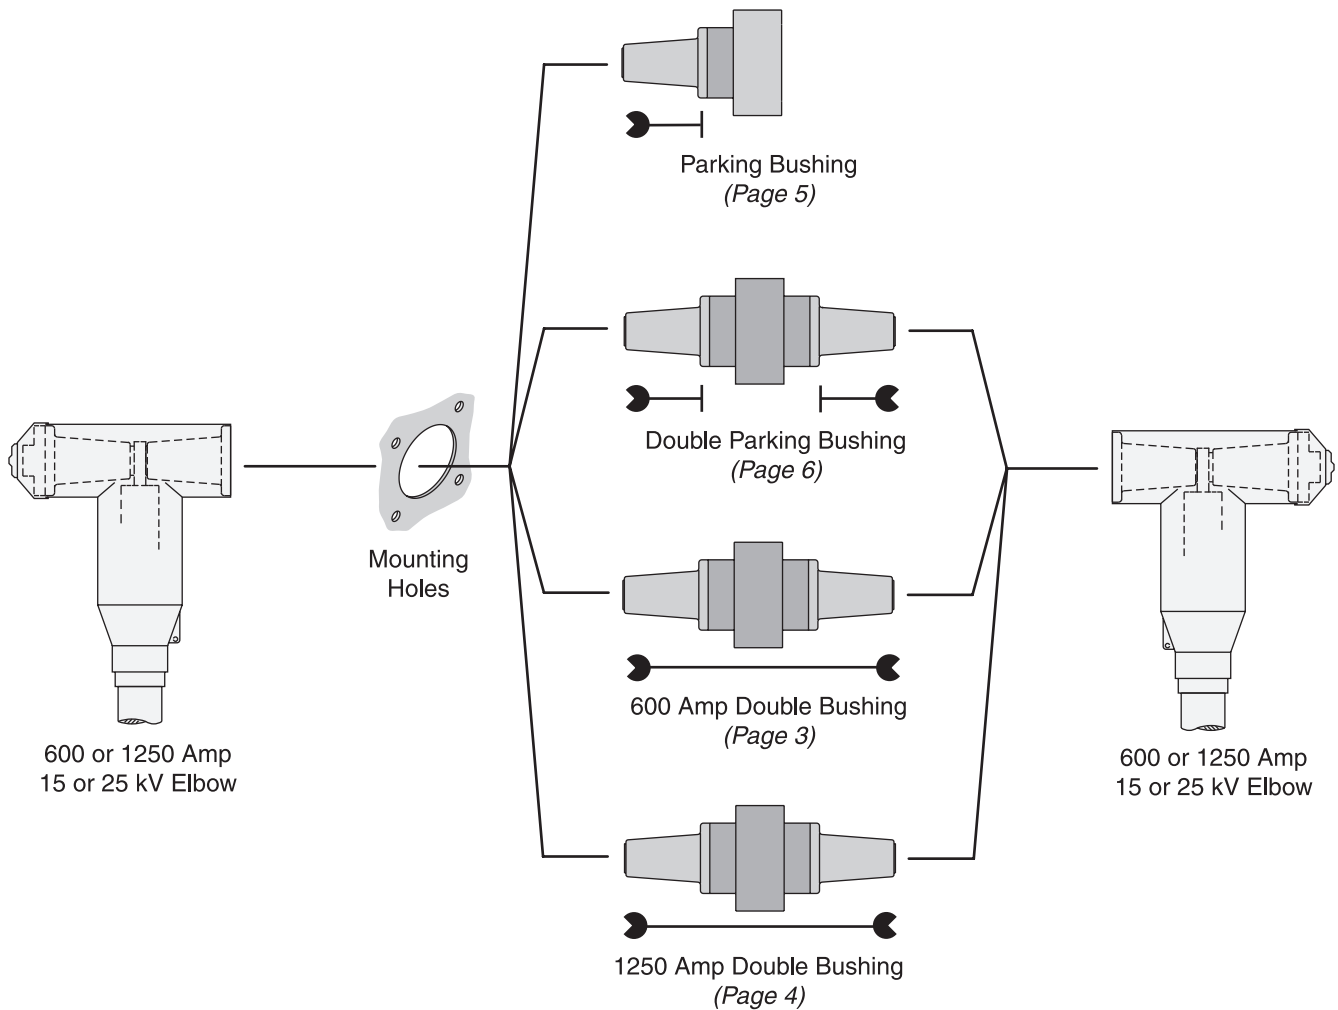 Parking Bushing
(Page 5)
Double Parking Bushing
(Page 6)
Mounting
Holes
600 Amp Double Bushing
(Page 3)
600 or 1250 Amp
15 or 25 kV Elbow
600 or 1250 Amp
15 or 25 kV Elbow
1250 Amp Double Bushing
(Page 4)